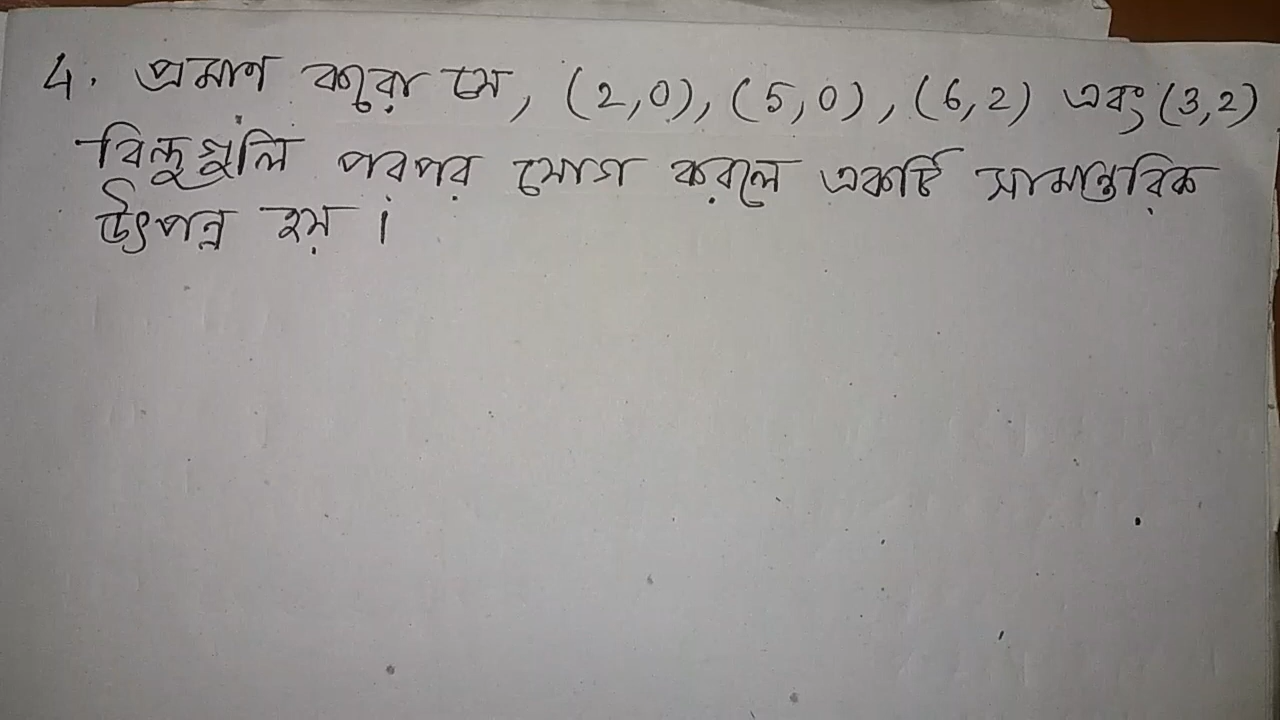 4. প্রমাণ করো যে, (2,0), (5,0), (6,2) এবং (3,2)
বিন্দুগুলি পরপর যোগ করলে একটি সামান্তরিক
উৎপন্ন হয়।